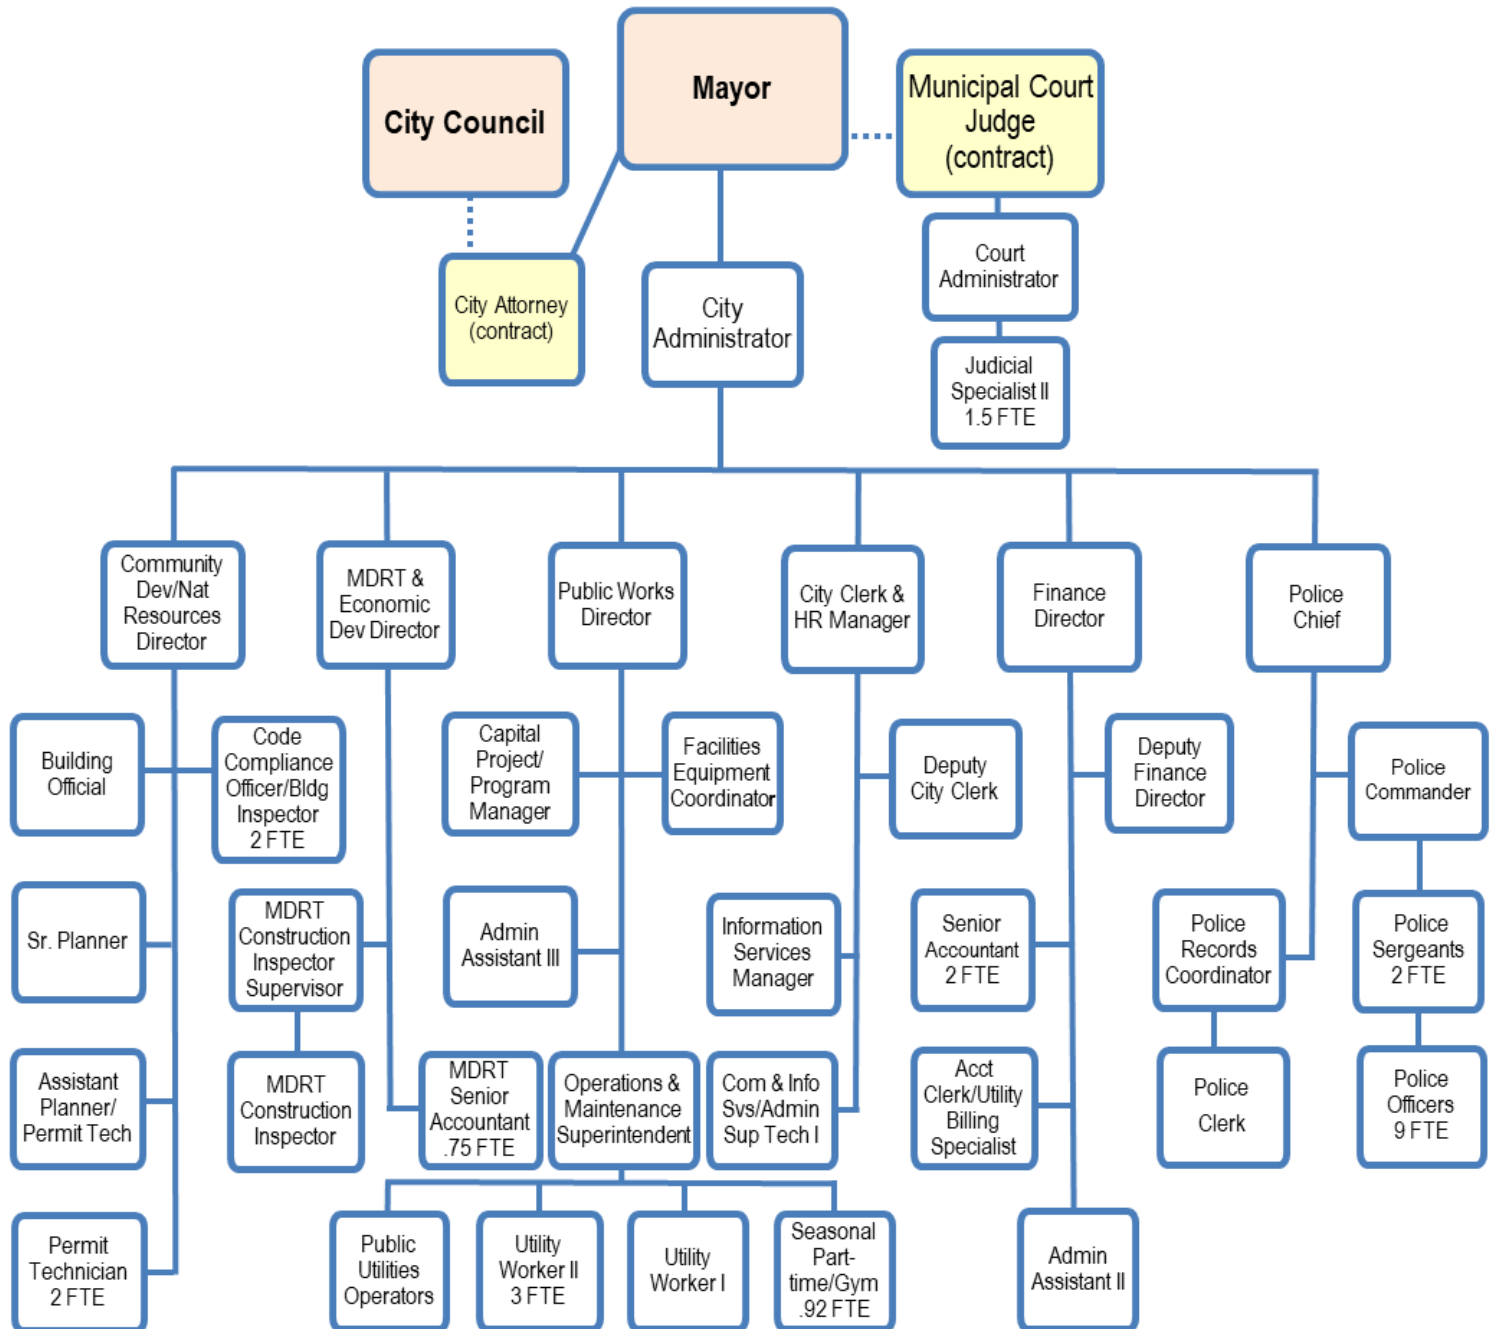 Mayor
City Council
Municipal Court
Judge
(contract)
Court
Administrator
City Attorney
(contract)
City
Administrator
Judicial
Specialist II
1.5 FTE
Community
Dev/Nat
Resources
Director
MDRT &
Economic
Dev Director
Public Works
Director
City Clerk &
HR Manager
Finance
Director
Police
Chief
Building
Official
Code
Compliance
Officer/Bldg
Inspector
2 FTE
Capital
Project/
Program
Manager
Facilities
Equipment
Coordinator
Deputy
City Clerk
Deputy
Finance
Director
Police
Commander
Sr. Planner
MDRT
Construction
Inspector
Supervisor
Admin
Assistant III
Information
Services
Manager
Senior
Accountant
2 FTE
Police
Records
Coordinator
Police
Sergeants
2 FTE
Assistant
Planner/
Permit Tech
MDRT
Construction
Inspector
MDRT
Senior
Accountant
.75 FTE
Operations &
Maintenance
Superintendent
Com & Info
Svs/Admin
Sup Tech I
Acct
Clerk/Utility
Billing
Specialist
Police
Clerk
Police
Officers
9 FTE
Permit
Technician
2 FTE
Public
Utilities
Operators
Utility
Worker II
3 FTE
Utility
Worker I
Seasonal
Part-
time/Gym
.92 FTE
Admin
Assistant II